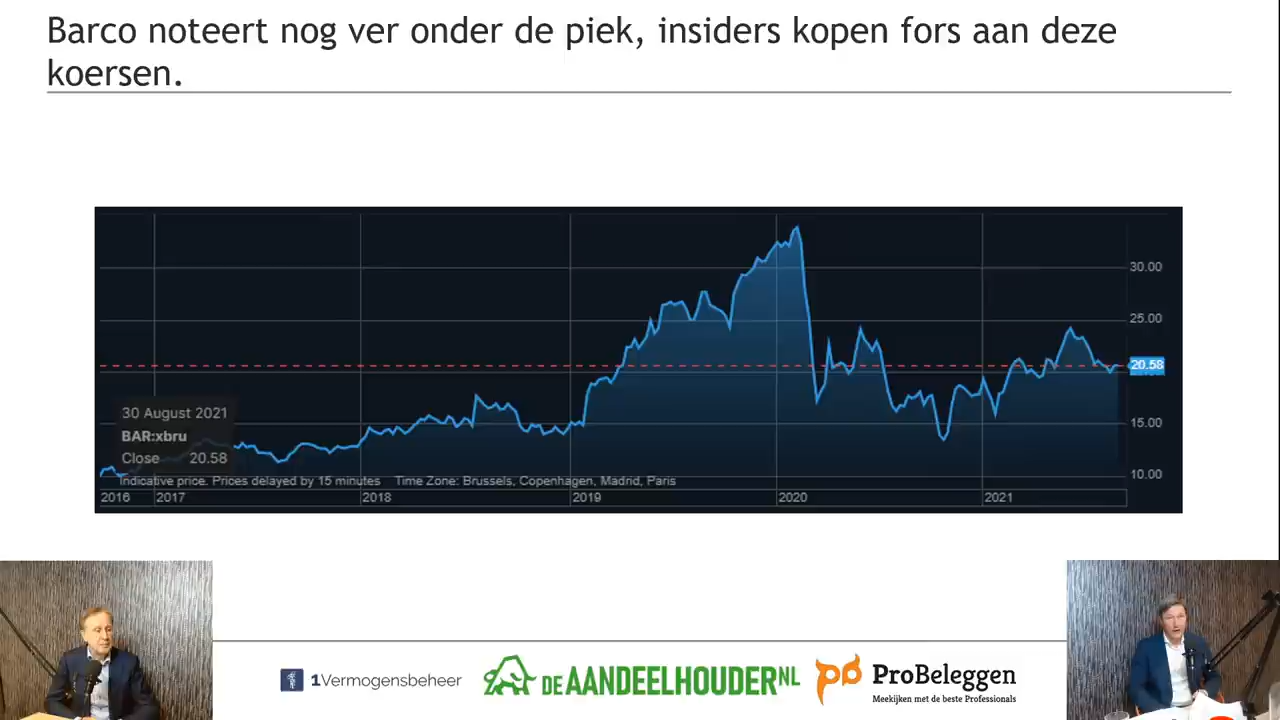 Barco noteert nog ver onder de piek, insiders kopen fors aan deze
koersen.
30.00
25.00
20.58
15.00
10.00
30 August 2021
BAR:xbru
Close 20.58
Indicative price. Prices delayed by 15 minutes Time Zone: Brussels, Copenhagen, Madrid, Paris
2016 2017 2018 2019 2020 2021
1Vermogensbeheer
DE AANDEELHOUDER NL
ProBeleggen
Meekijken met de beste Professionals